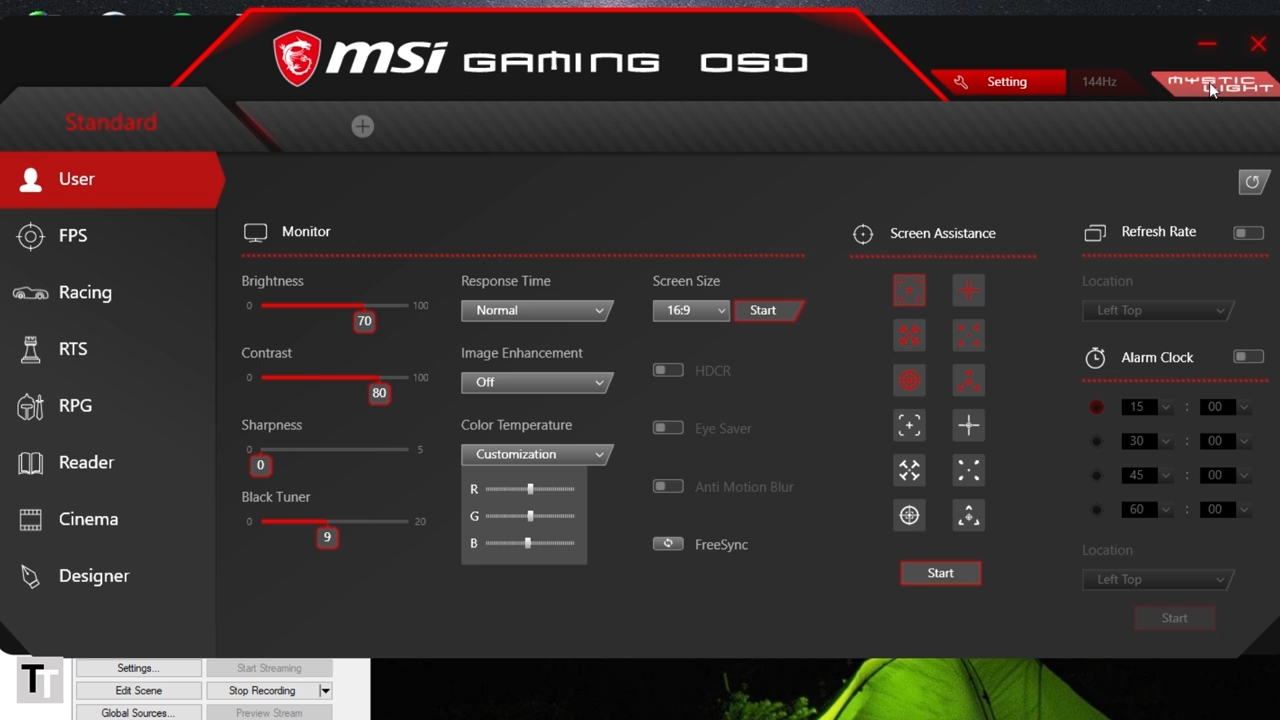 msi GAMING OSD
Setting
144Hz
MYSTIC LIGHT
Standard
User
FPS
Racing
RTS
RPG
Reader
Cinema
Designer
Monitor
Brightness
0 100
70
Contrast
0 100
80
Sharpness
0 5
0
Black Tuner
0 20
9
Response Time
Normal
Image Enhancement
Off
Color Temperature
Customization
R
G
B
Screen Size
16:9 Start
HDCR
Eye Saver
Anti Motion Blur
FreeSync
Screen Assistance
Start
Refresh Rate
Location
Left Top
Alarm Clock
15 : 00
30 : 00
45 : 00
60 : 00
Location
Left Top
Start
TT
Settings... Start Streaming
Edit Scene Stop Recording
Global Sources... Preview Stream